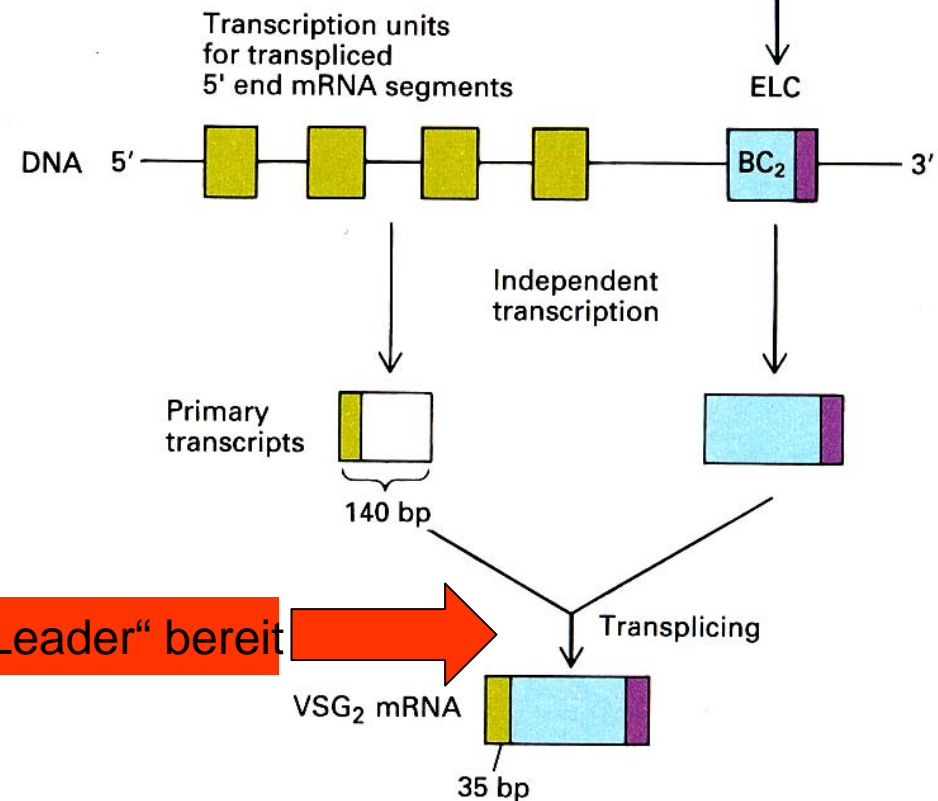 Transcription units
for transpliced
5' end mRNA segments
ELC
DNA 5'
BC₂
3'
Independent
transcription
Primary
transcripts
140 bp
Leader“ bereit
Transplicing
VSG₂ mRNA
35 bp